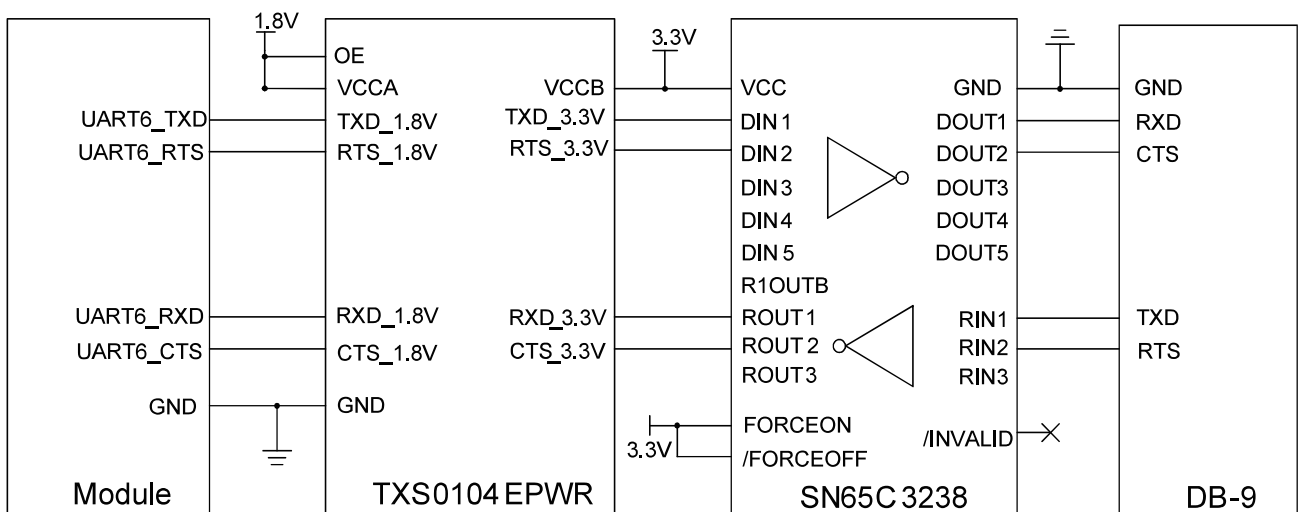 1.8V
OE
VCCA
UART6_TXD
TXD_1.8V
UART6_RTS
RTS_1.8V
UART6_RXD
RXD_1.8V
UART6_CTS
CTS_1.8V
GND
GND
Module
3.3V
VCCB
TXD_3.3V
RTS_3.3V
RXD_3.3V
CTS_3.3V
TXS0104EPWR
VCC
DIN1
DIN2
DIN3
DIN4
DIN5
R1OUTB
ROUT1
ROUT2
ROUT3
FORCEON
3.3V
/FORCEOFF
GND
DOUT1
DOUT2
DOUT3
DOUT4
DOUT5
RIN1
RIN2
RIN3
/INVALID
SN65C3238
GND
RXD
CTS
TXD
RTS
DB-9